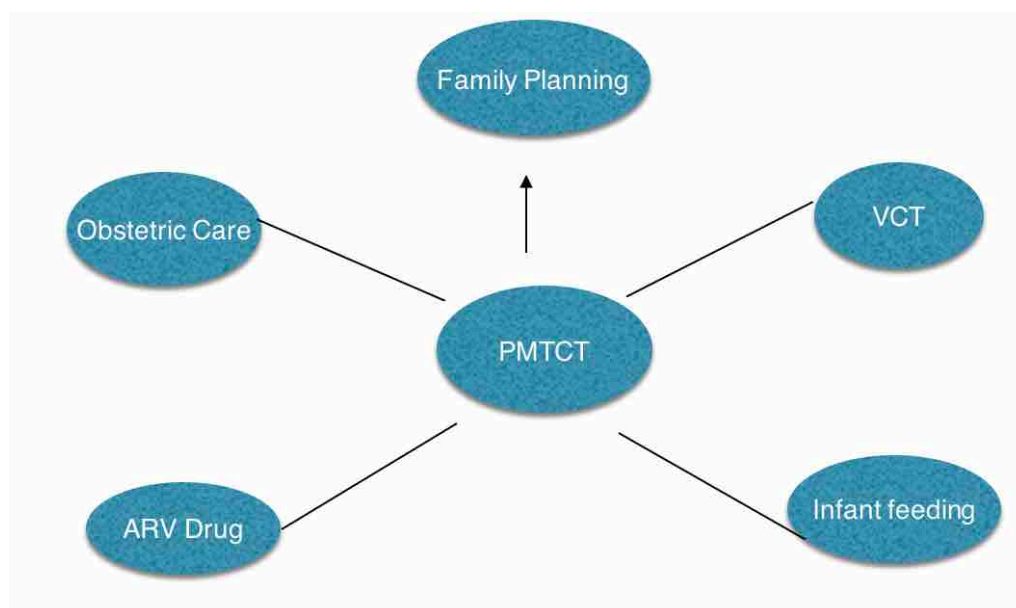 Family Planning
Obstetric Care
VCT
PMTCT
ARV Drug
Infant feeding